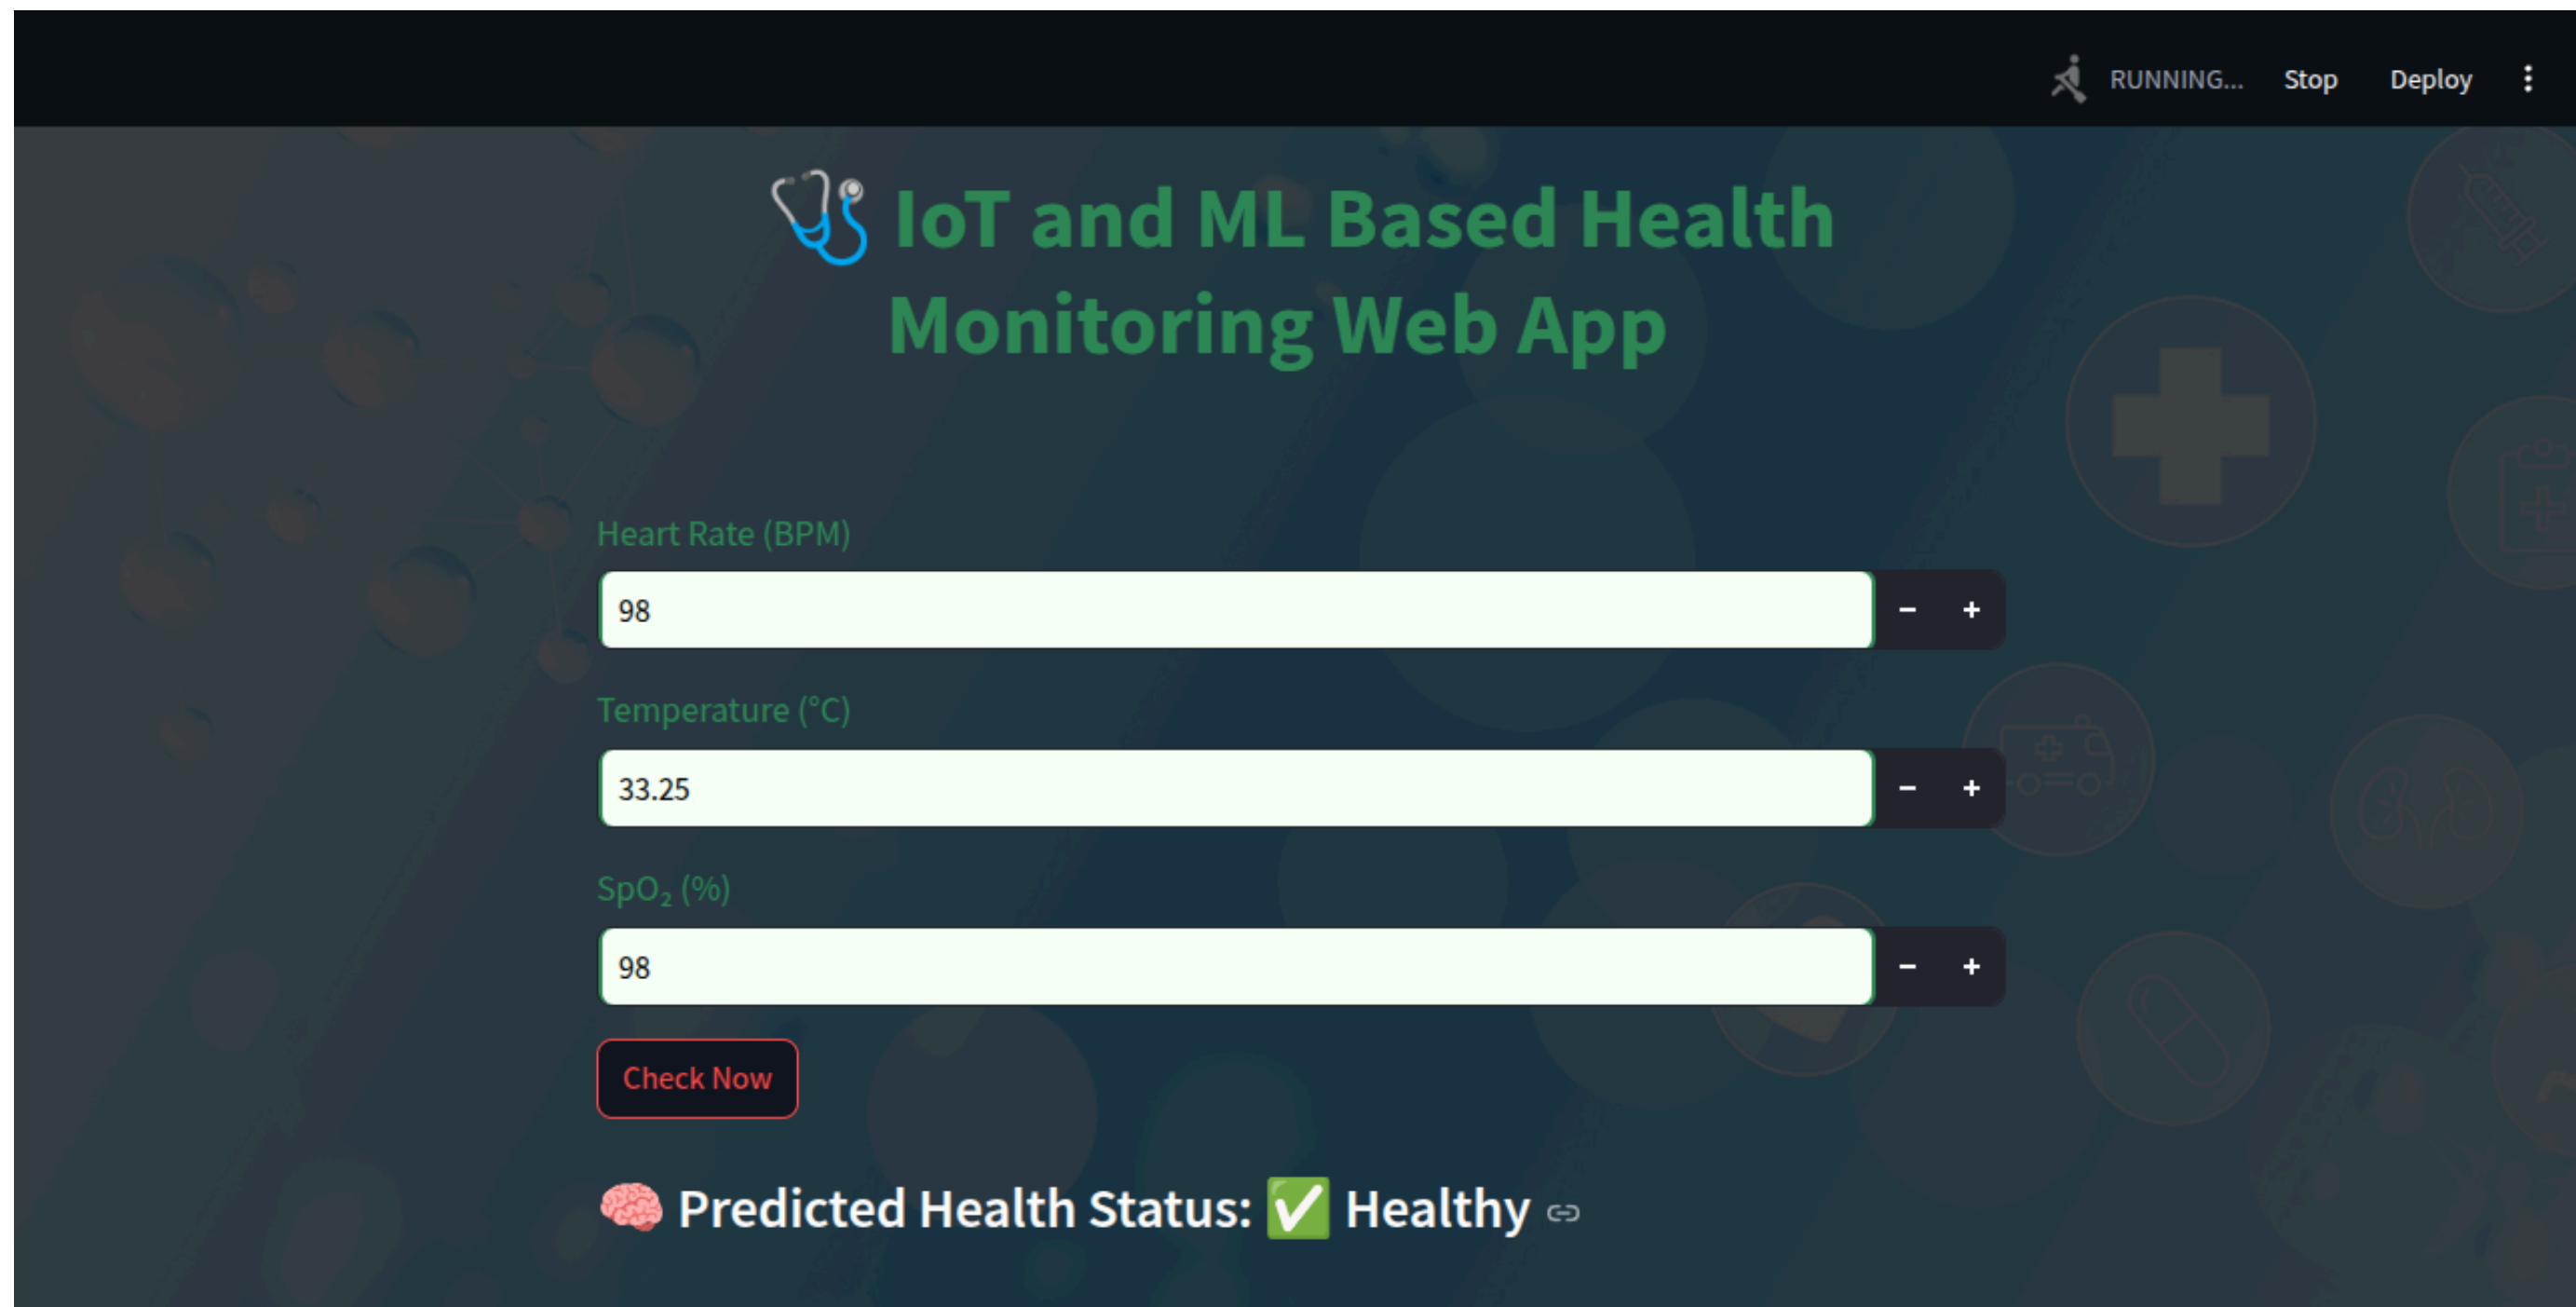 RUNNING... Stop Deploy
IoT and ML Based Health
Monitoring Web App
Heart Rate (BPM)
98
Temperature (°C)
33.25
SpO₂ (%)
98
Check Now
Predicted Health Status: ✅ Healthy